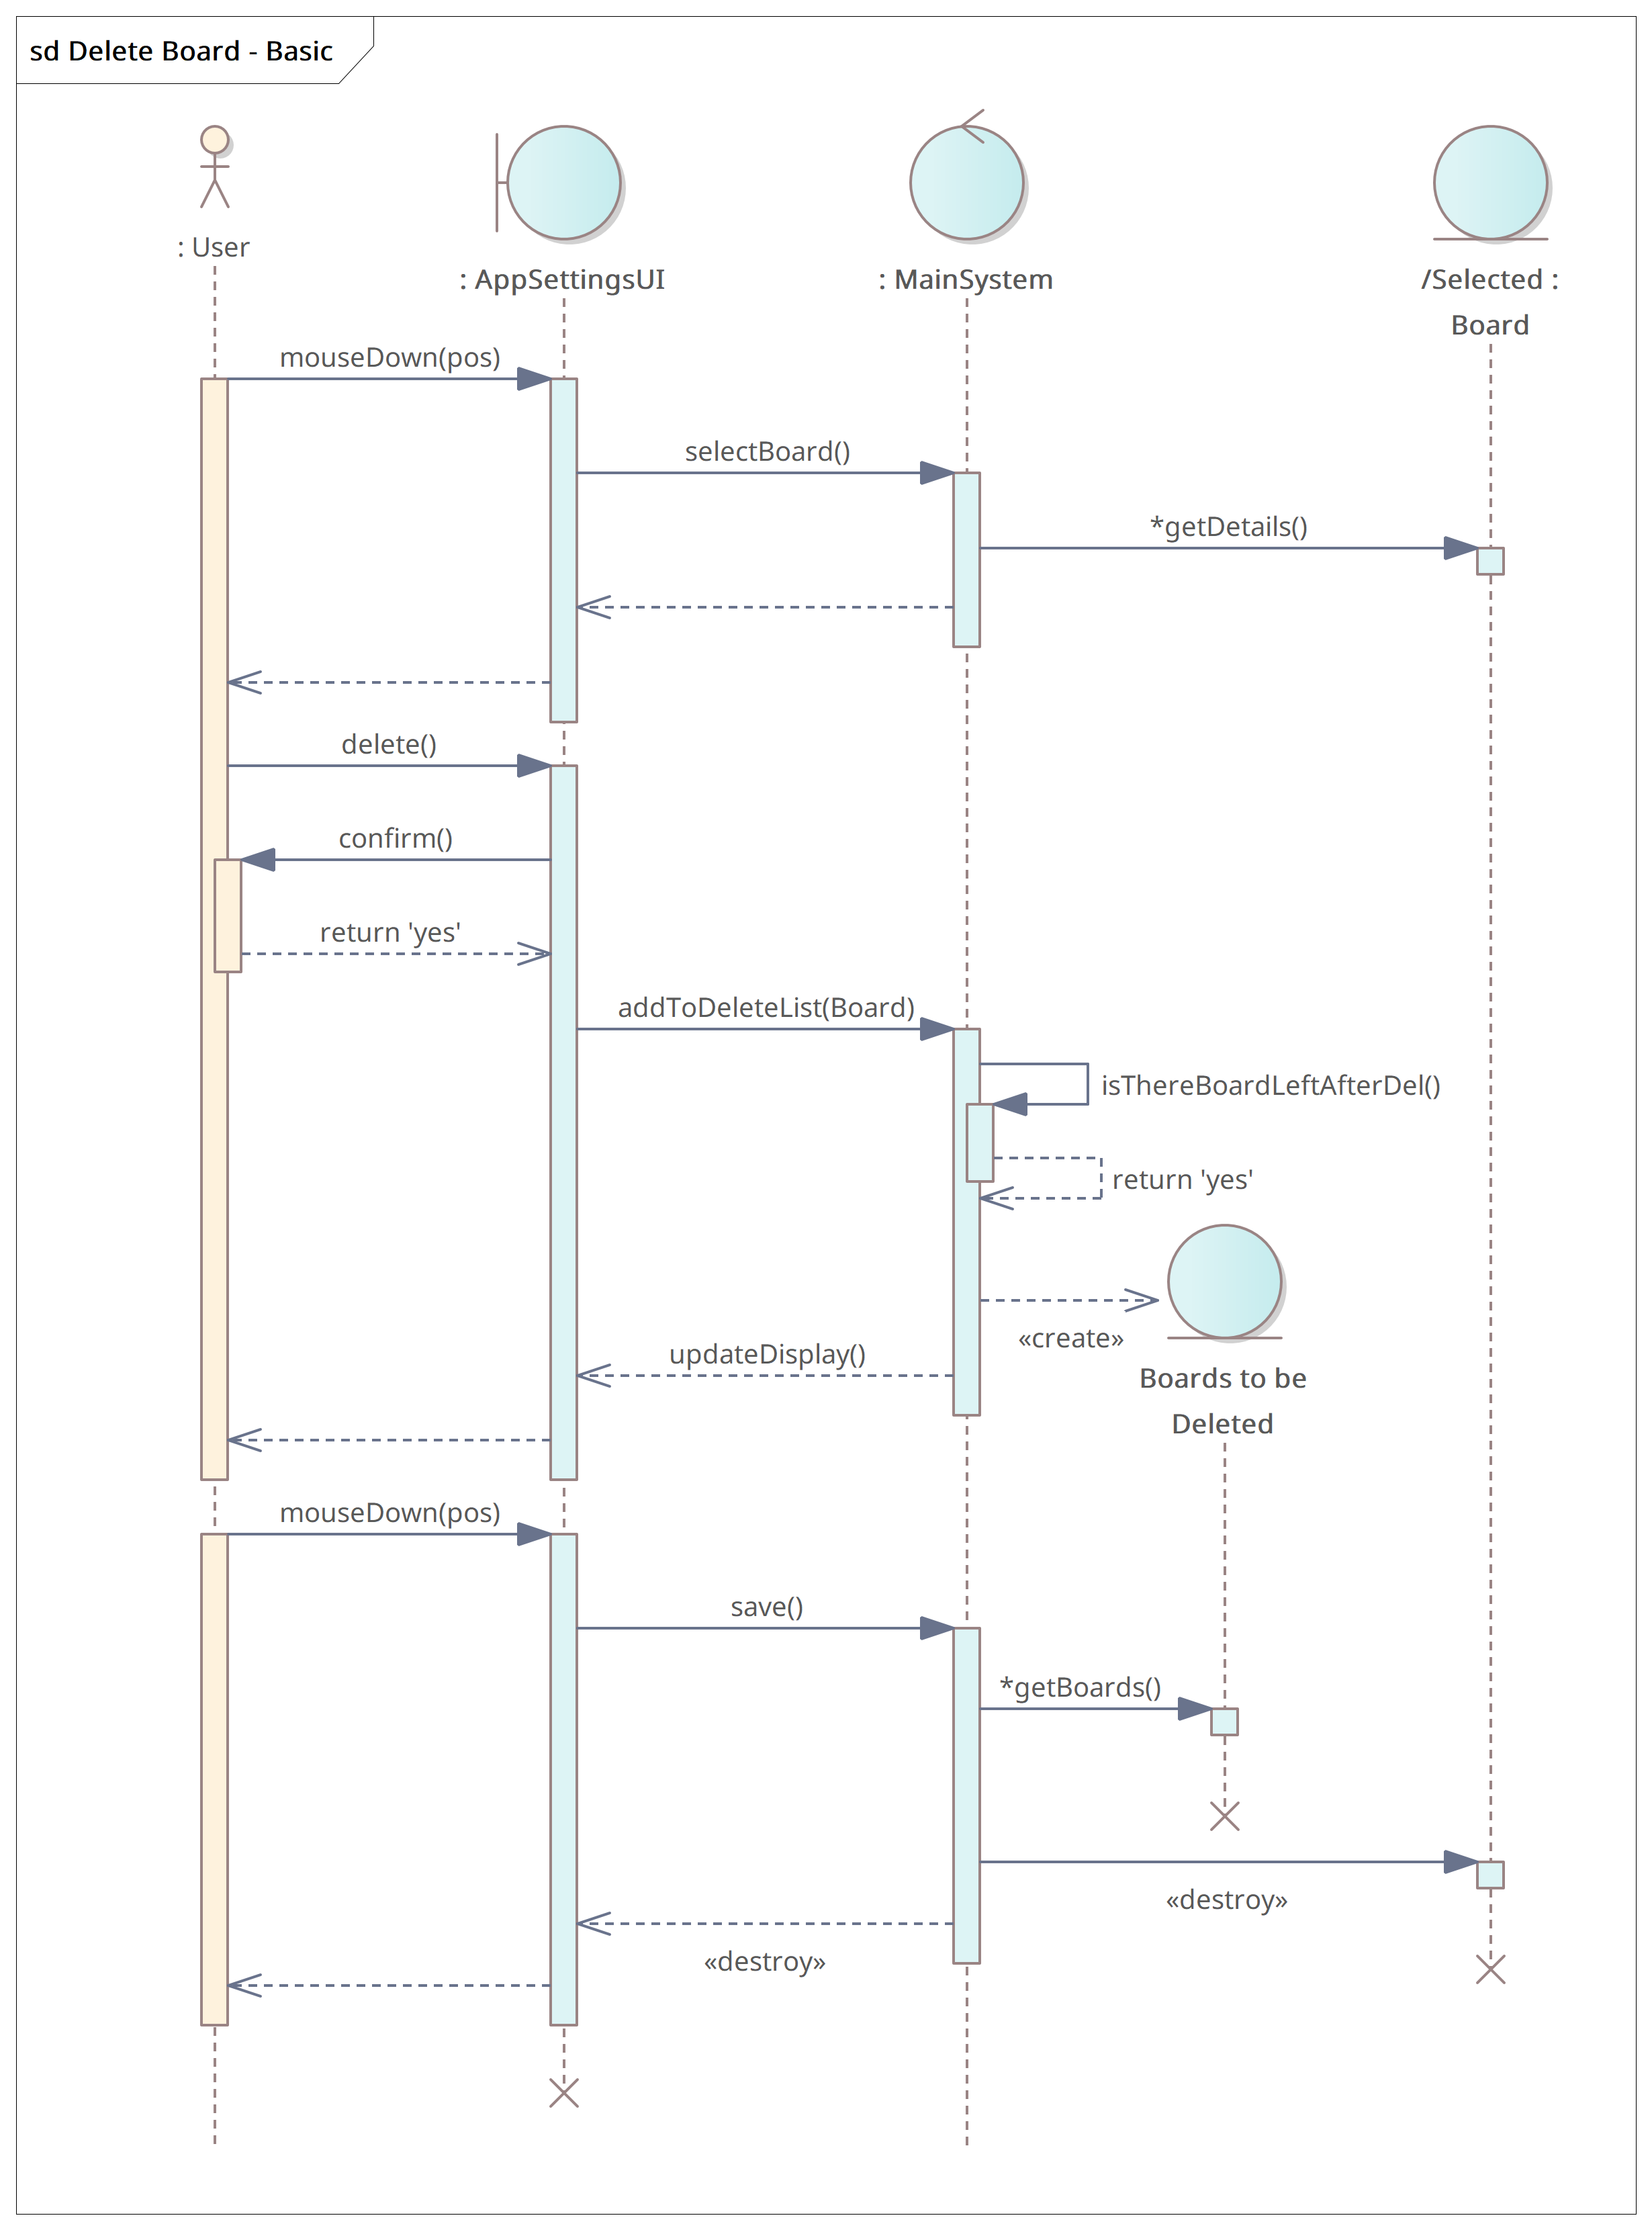 sd Delete Board - Basic
: User
: AppSettingsUI
: MainSystem
/Selected :
Board
mouseDown(pos)
selectBoard()
*getDetails()
delete()
confirm()
return 'yes'
addToDeleteList(Board)
isThereBoardLeftAfterDel()
return 'yes'
«create»
updateDisplay()
Boards to be
Deleted
mouseDown(pos)
save()
*getBoards()
«destroy»
«destroy»